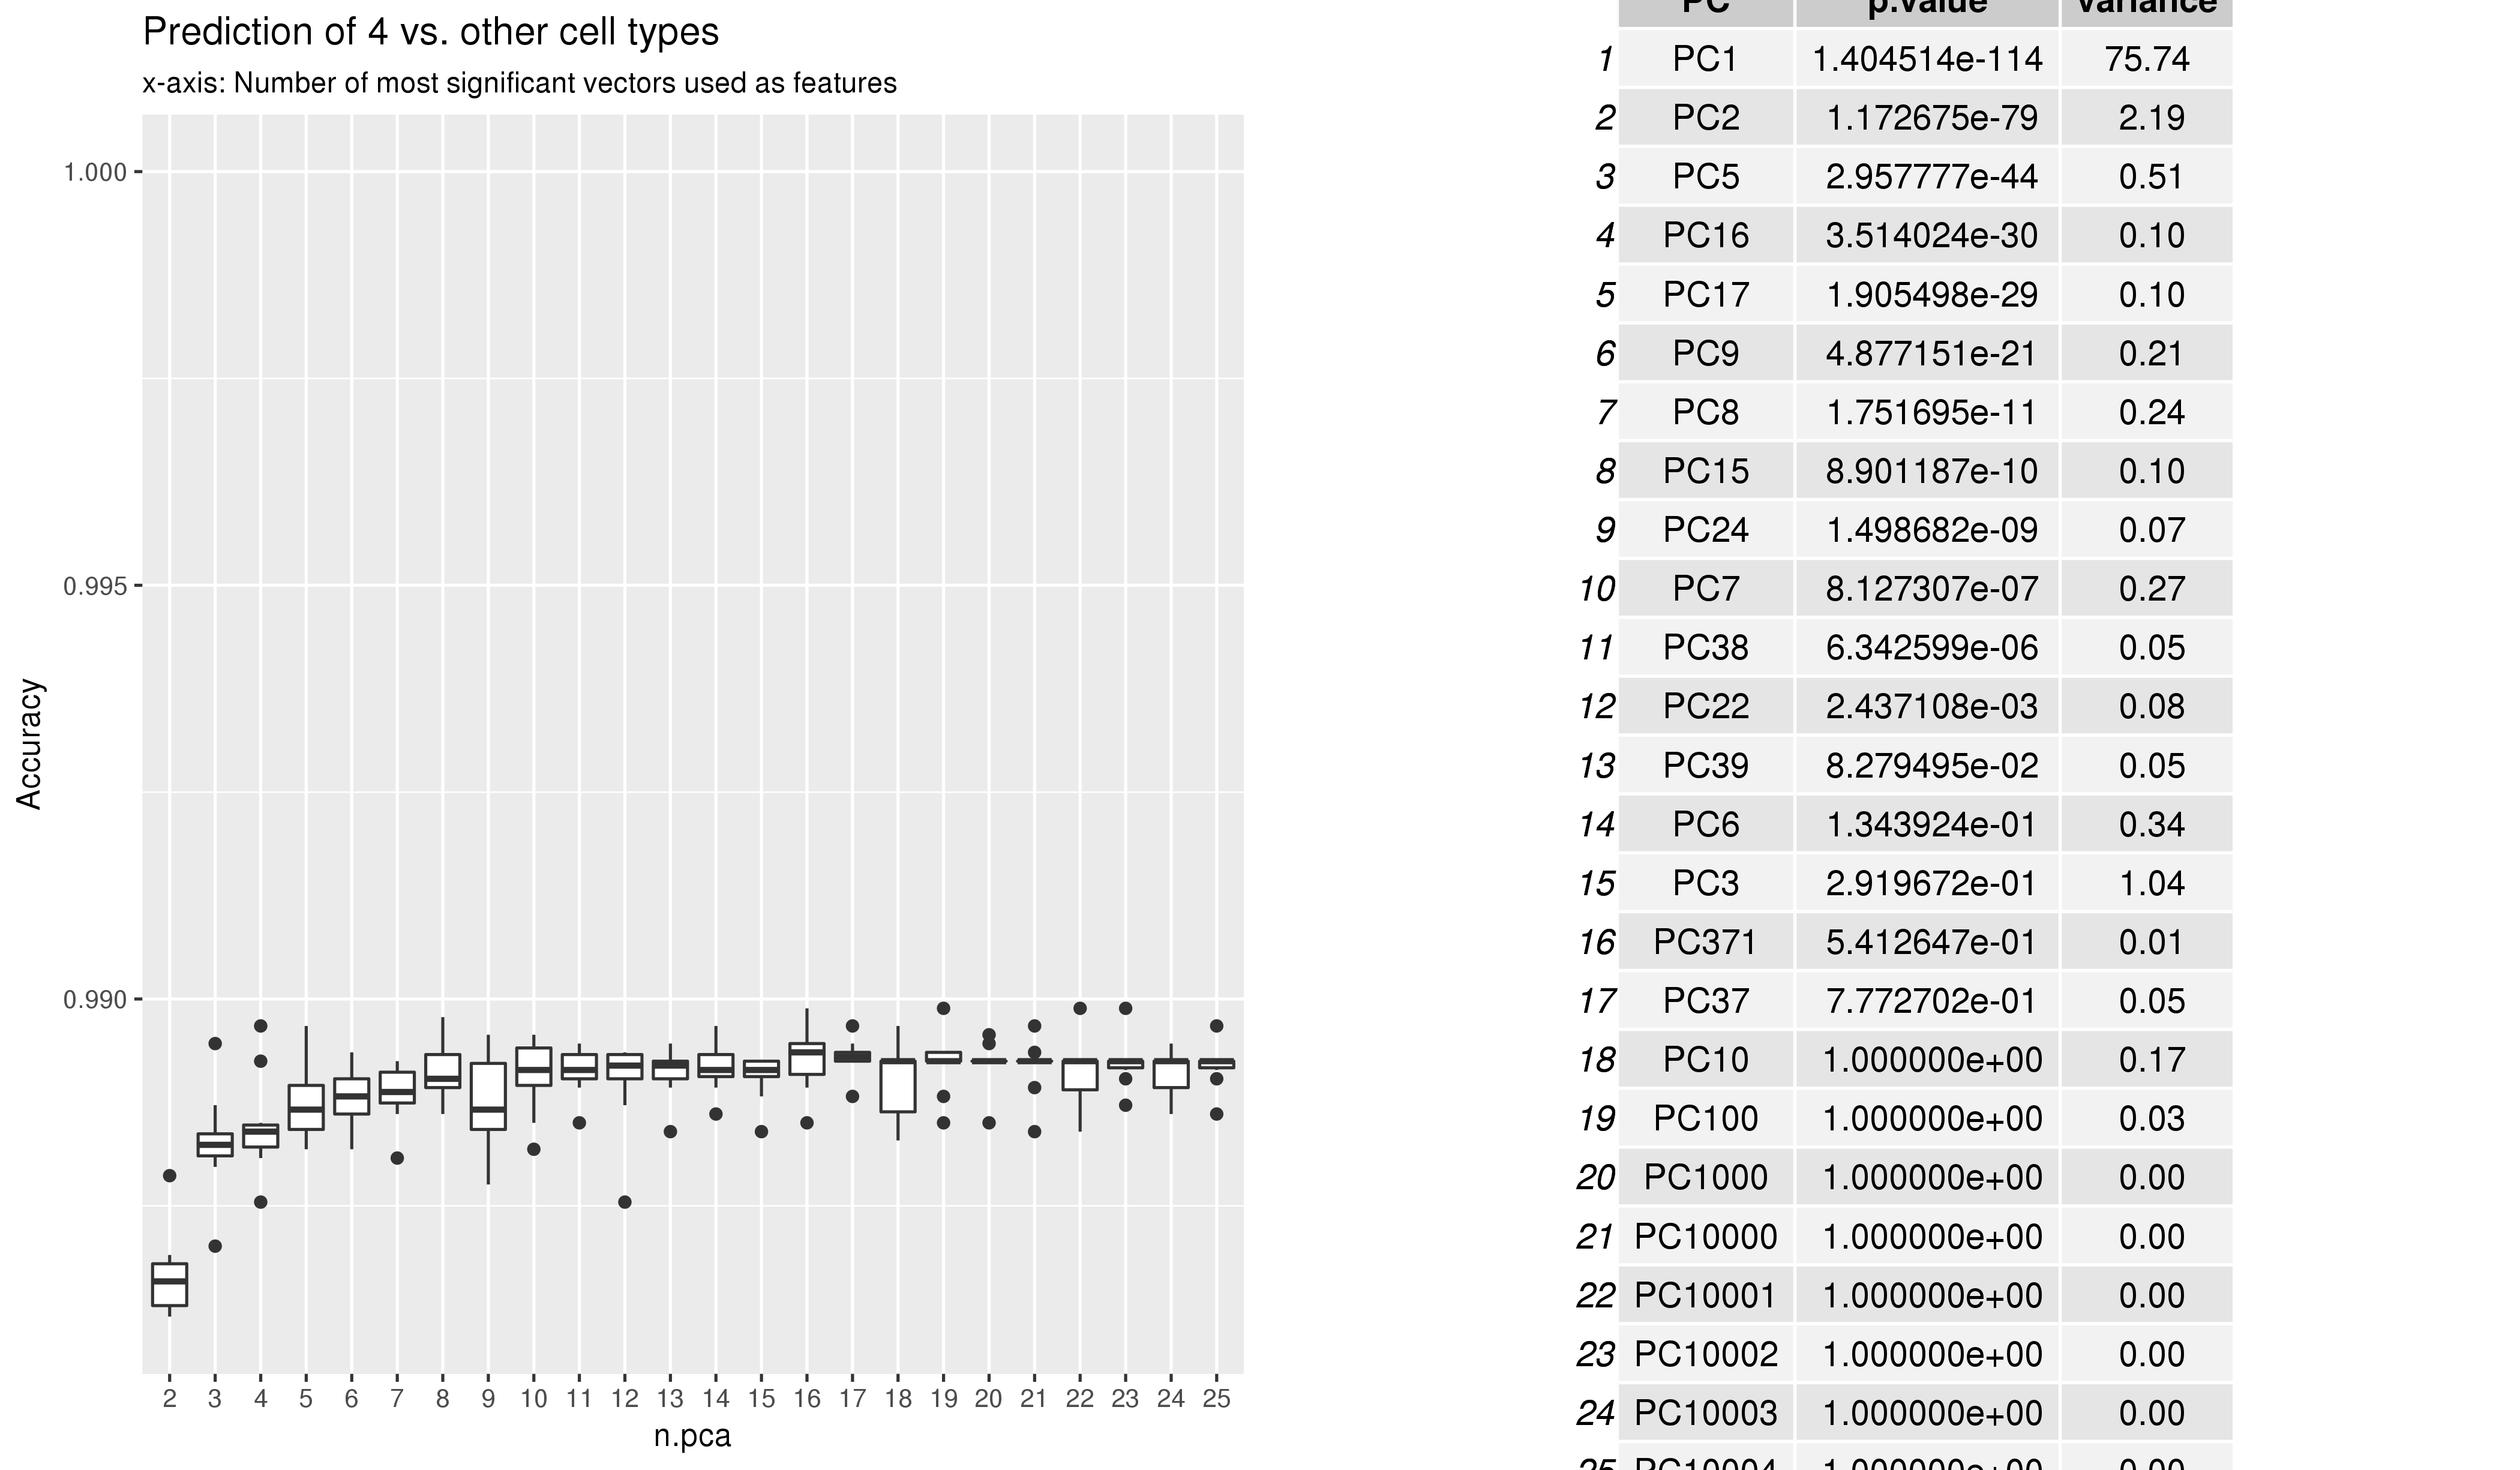 Prediction of 4 vs. other cell types
x-axis: Number of most significant vectors used as features
1.000
0.995
0.990
Accuracy
2 3 4 5 6 7 8 9 10 11 12 13 14 15 16 17 18 19 20 21 22 23 24 25
n.pca
PC p.value variance
1 PC1 1.404514e-114 75.74
2 PC2 1.172675e-79 2.19
3 PC5 2.957777e-44 0.51
4 PC16 3.514024e-30 0.10
5 PC17 1.905498e-29 0.10
6 PC9 4.877151e-21 0.21
7 PC8 1.751695e-11 0.24
8 PC15 8.901187e-10 0.10
9 PC24 1.498682e-09 0.07
10 PC7 8.127307e-07 0.27
11 PC38 6.342599e-06 0.05
12 PC22 2.437108e-03 0.08
13 PC39 8.279495e-02 0.05
14 PC6 1.343924e-01 0.34
15 PC3 2.919672e-01 1.04
16 PC371 5.412647e-01 0.01
17 PC37 7.772702e-01 0.05
18 PC10 1.000000e+00 0.17
19 PC100 1.000000e+00 0.03
20 PC1000 1.000000e+00 0.00
21 PC10000 1.000000e+00 0.00
22 PC10001 1.000000e+00 0.00
23 PC10002 1.000000e+00 0.00
24 PC10003 1.000000e+00 0.00
25 PC10004 1.000000e+00 0.00